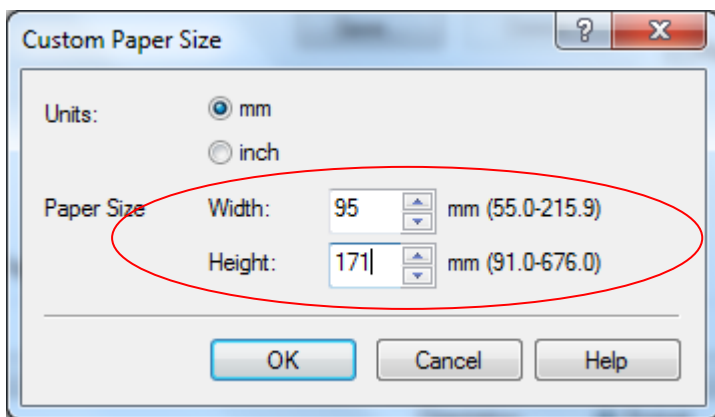 Custom Paper Size
Units: mm
inch
Paper Size Width: 95 mm (55.0-215.9)
Height: 171 mm (91.0-676.0)
OK Cancel Help